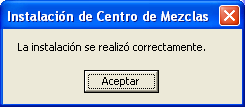 Instalación de Centro de Mezclas
La instalación se realizó correctamente.
Aceptar